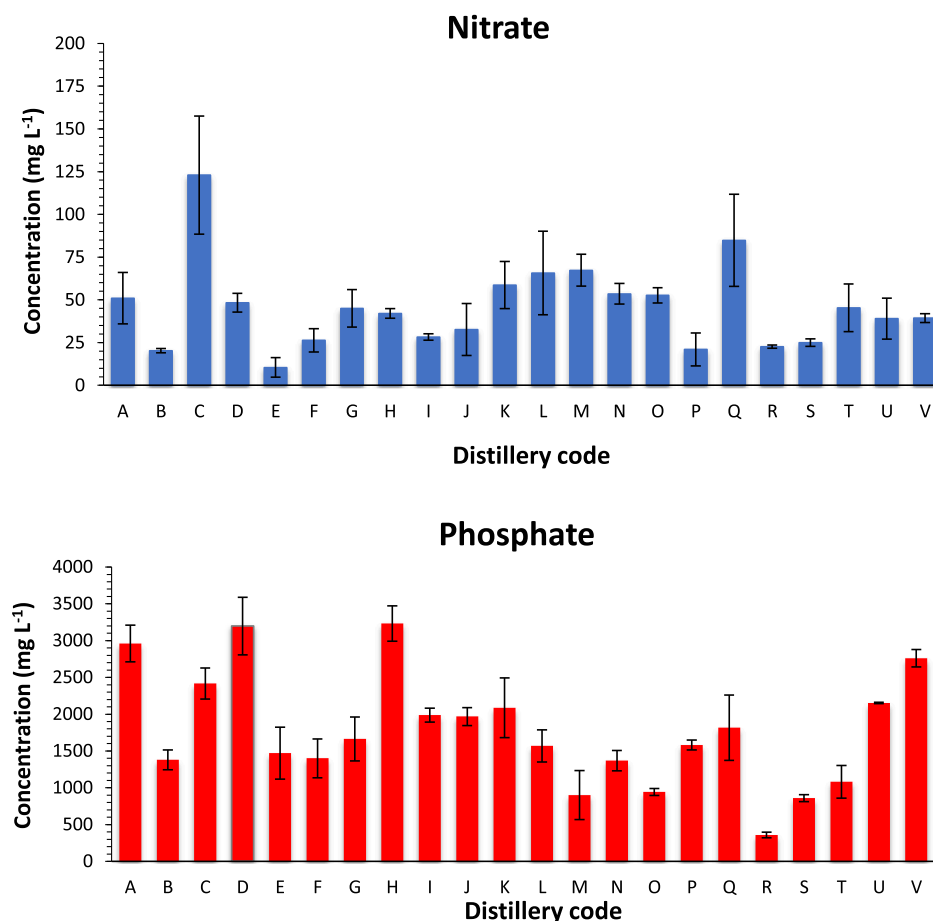 Nitrate
Concentration (mg L⁻¹)
200
175
150
125
100
75
50
25
0
A B C D E F G H I J K L M N O P Q R S T U V
Distillery code
Phosphate
Concentration (mg L⁻¹)
4000
3500
3000
2500
2000
1500
1000
500
0
A B C D E F G H I J K L M N O P Q R S T U V
Distillery code